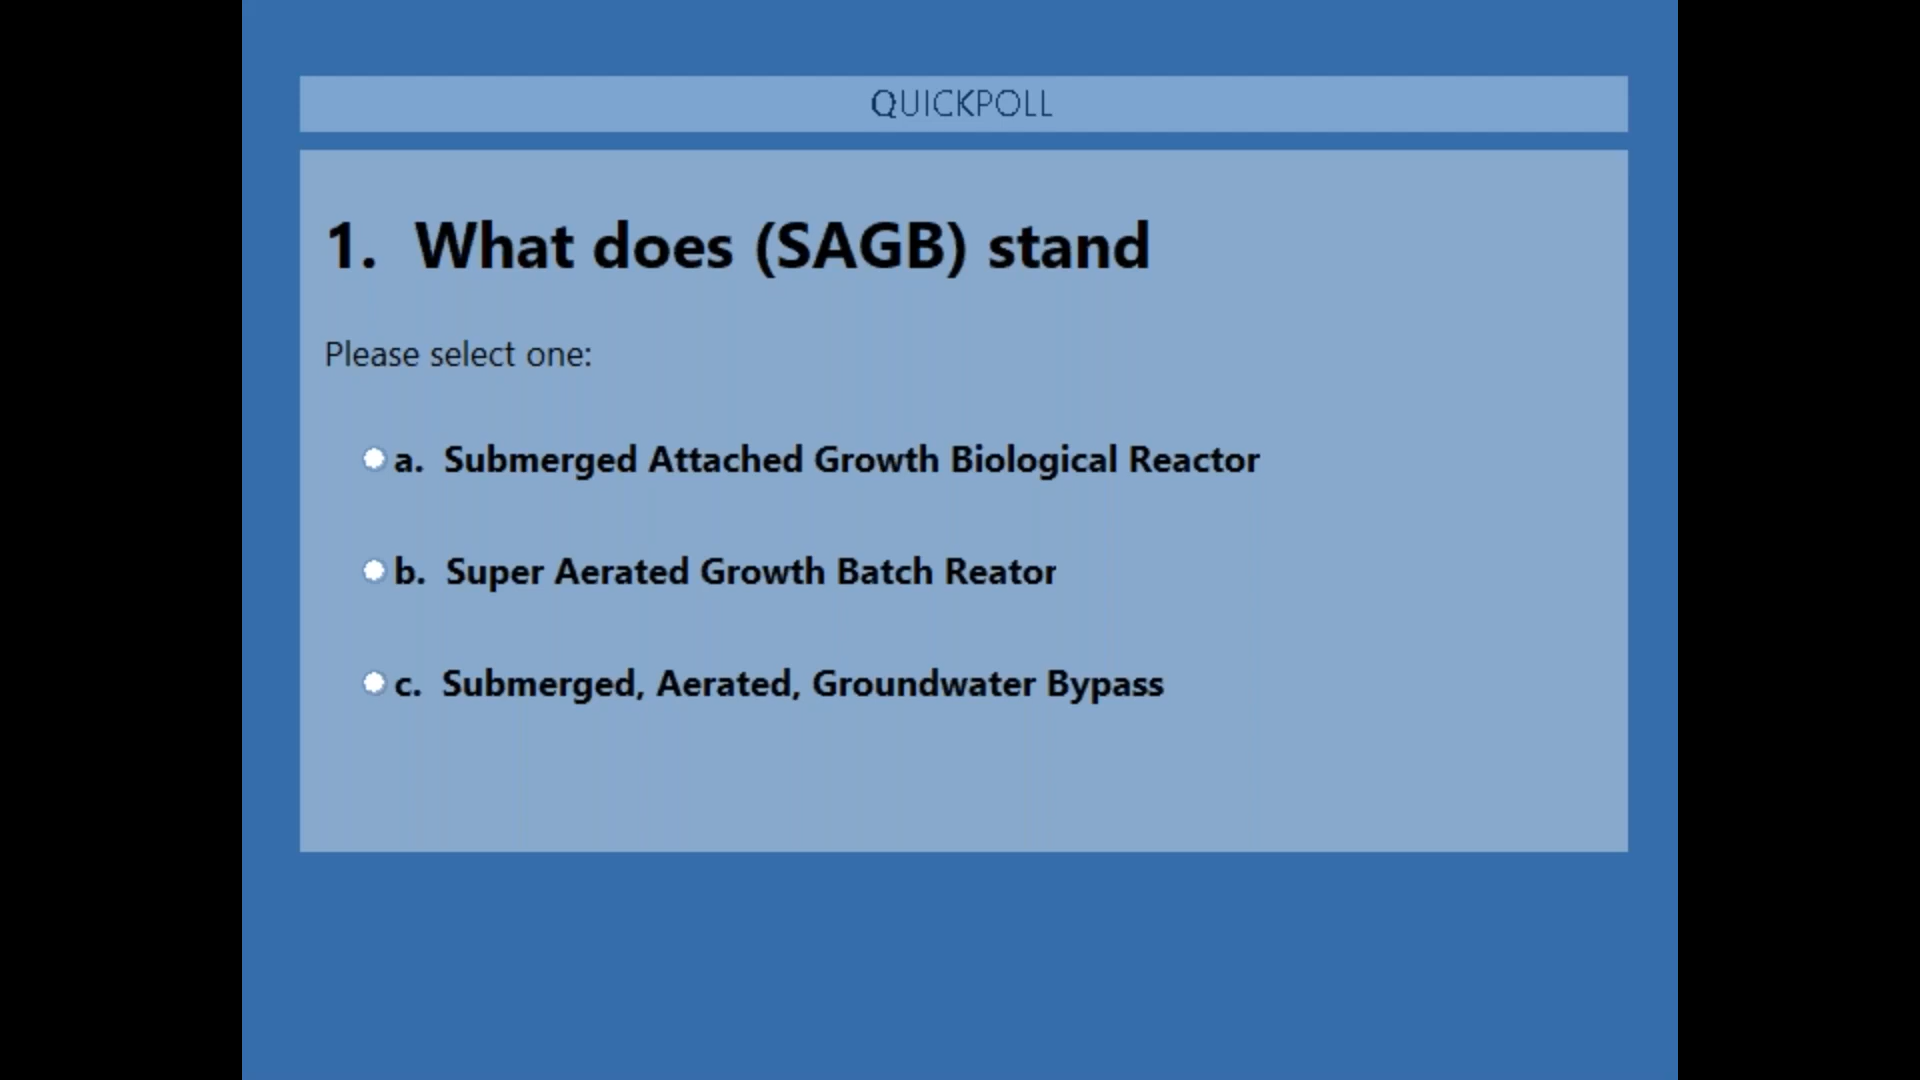 QUICKPOLL
1. What does (SAGB) stand
Please select one:
a. Submerged Attached Growth Biological Reactor
b. Super Aerated Growth Batch Reator
c. Submerged, Aerated, Groundwater Bypass